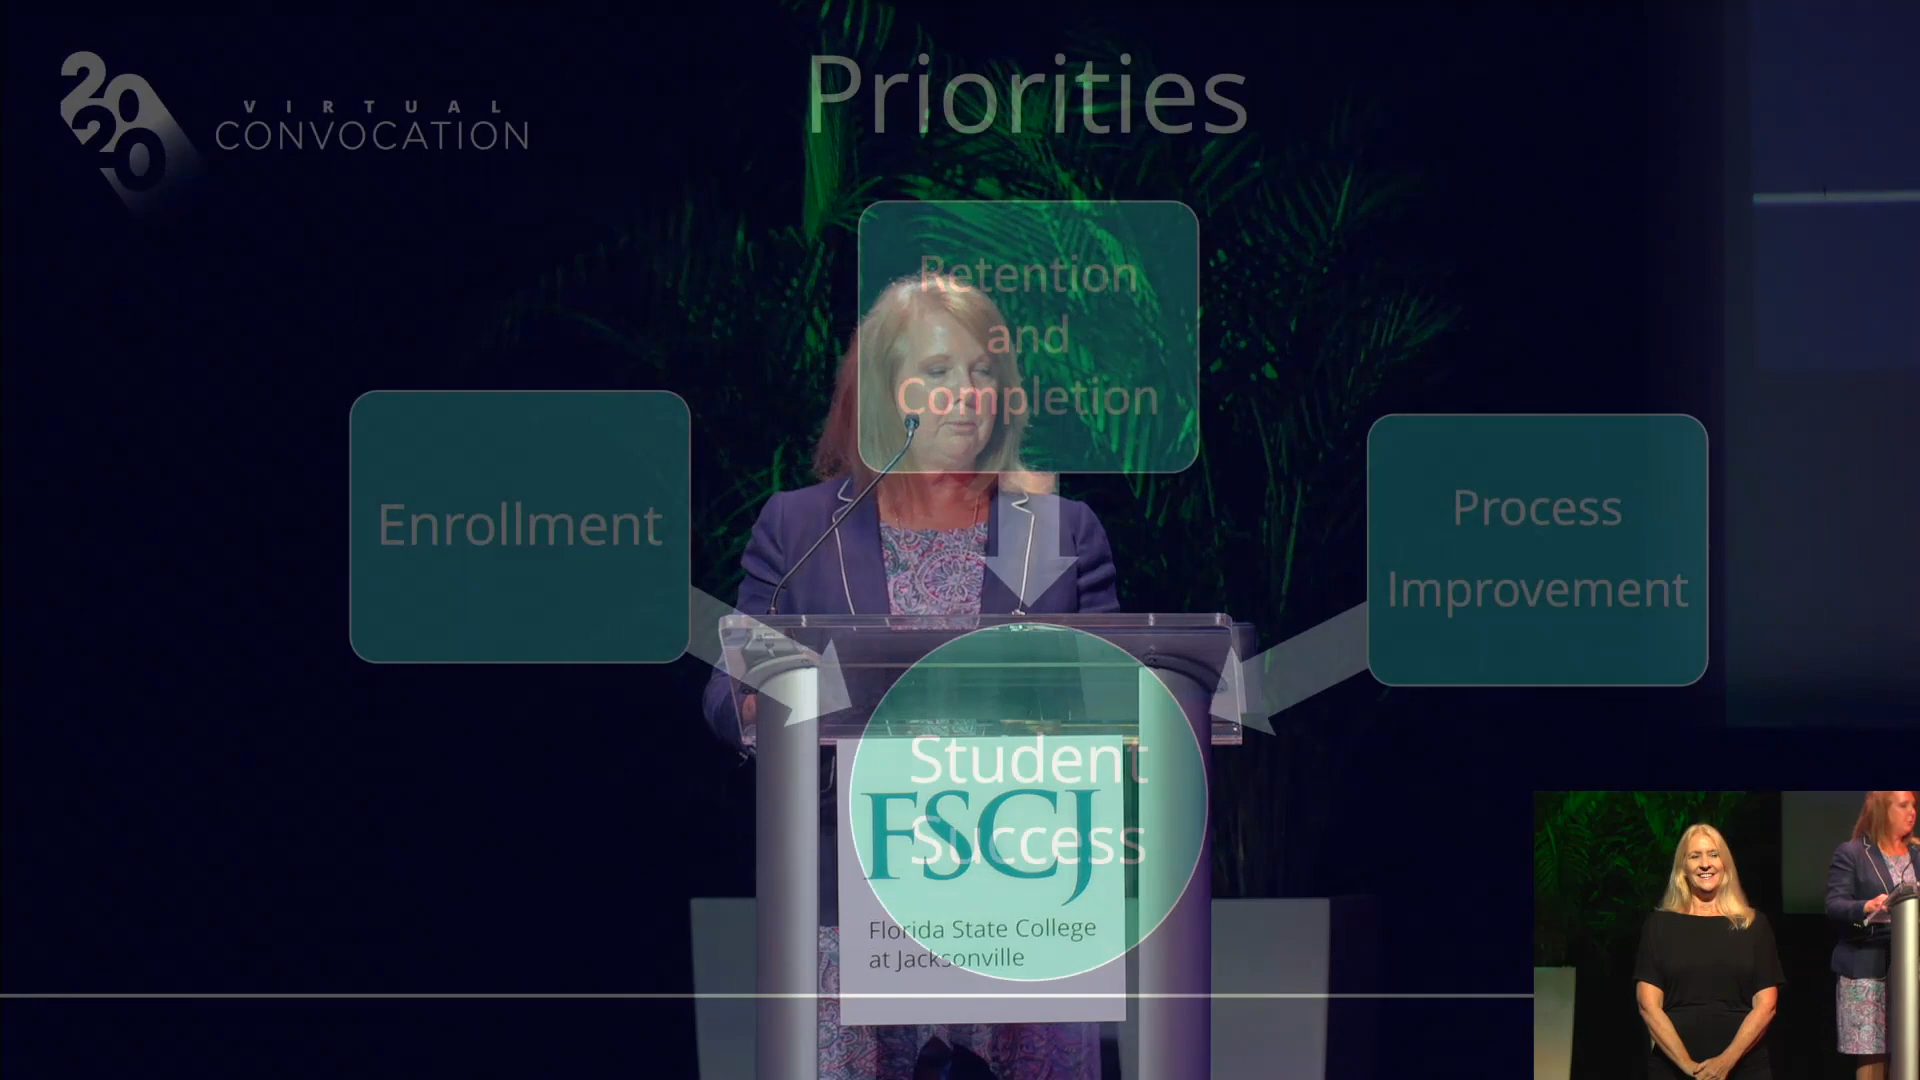 2020
VIRTUAL
CONVOCATION
Priorities
Retention
and
Completion
Enrollment
Process
Improvement
Student
Success
FSCJ
Florida State College
at Jacksonville